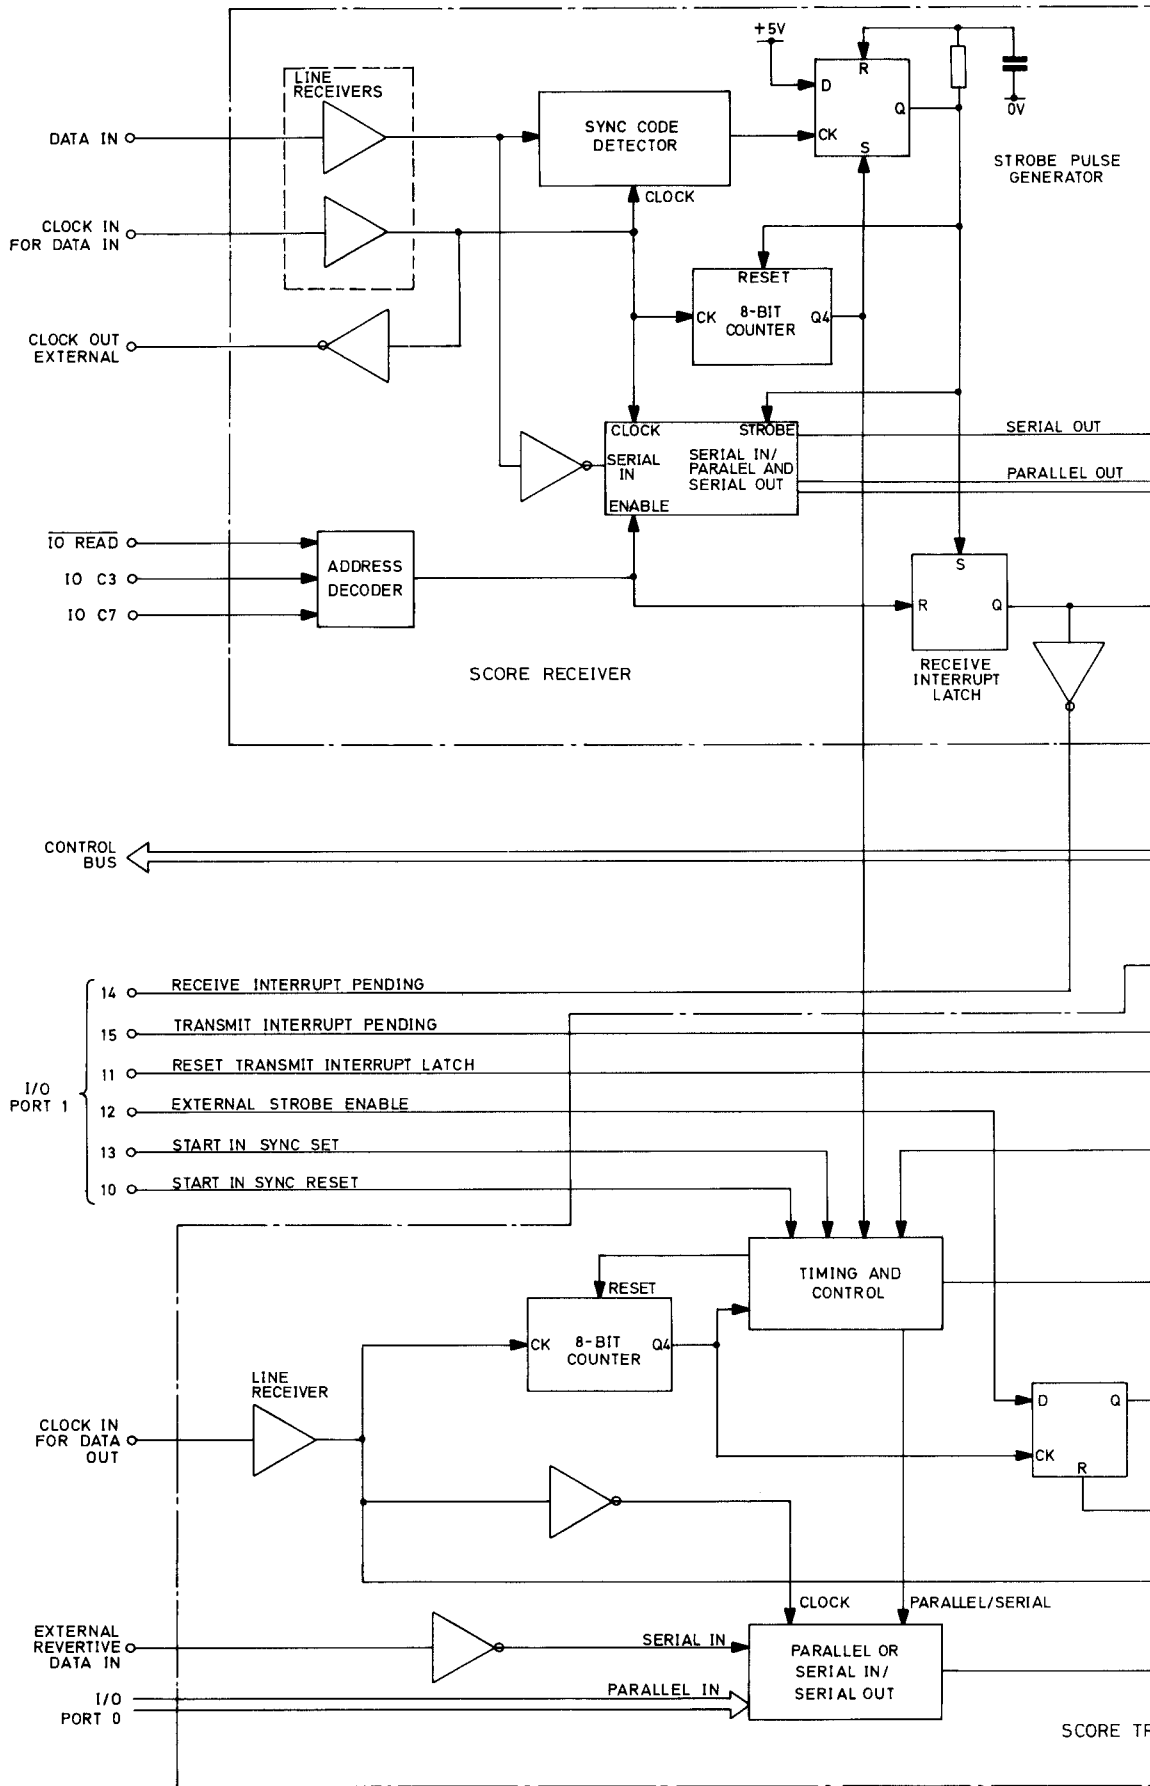 +5V
LINE
RECEIVERS
R
D
Q
CK
S
0V
DATA IN
SYNC CODE
DETECTOR
STROBE PULSE
GENERATOR
CLOCK
CLOCK IN
FOR DATA IN
RESET
CK
8-BIT
COUNTER
Q4
CLOCK OUT
EXTERNAL
CLOCK
STROBE
SERIAL
IN
SERIAL IN/
PARALEL AND
SERIAL OUT
ENABLE
SERIAL OUT
PARALLEL OUT
IO READ
IO C3
IO C7
ADDRESS
DECODER
S
R
Q
RECEIVE
INTERRUPT
LATCH
SCORE RECEIVER
CONTROL
BUS
I/O
PORT 1
14 RECEIVE INTERRUPT PENDING
15 TRANSMIT INTERRUPT PENDING
11 RESET TRANSMIT INTERRUPT LATCH
12 EXTERNAL STROBE ENABLE
13 START IN SYNC SET
10 START IN SYNC RESET
TIMING AND
CONTROL
RESET
CK
8-BIT
COUNTER
Q4
LINE
RECEIVER
CLOCK IN
FOR DATA
OUT
D
Q
CK
R
CLOCK
PARALLEL/SERIAL
EXTERNAL
REVERTIVE
DATA IN
SERIAL IN
PARALLEL OR
SERIAL IN/
SERIAL OUT
I/O
PORT 0
PARALLEL IN
SCORE TR